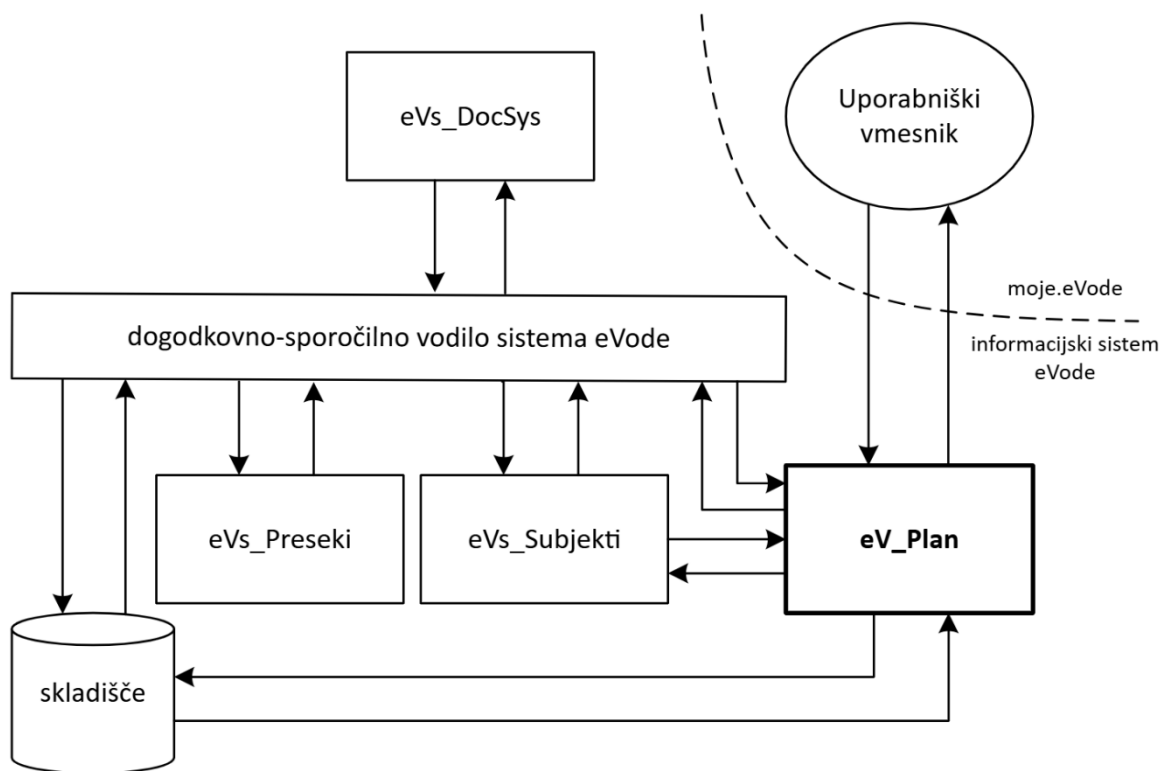 eVs_DocSys
Uporabniški
vmesnik
moje.eVode
dogodkovno-sporočilno vodilo sistema eVode
informacijski sistem
eVode
eVs_Preseki
eVs_Subjekti
eV_Plan
skladišče